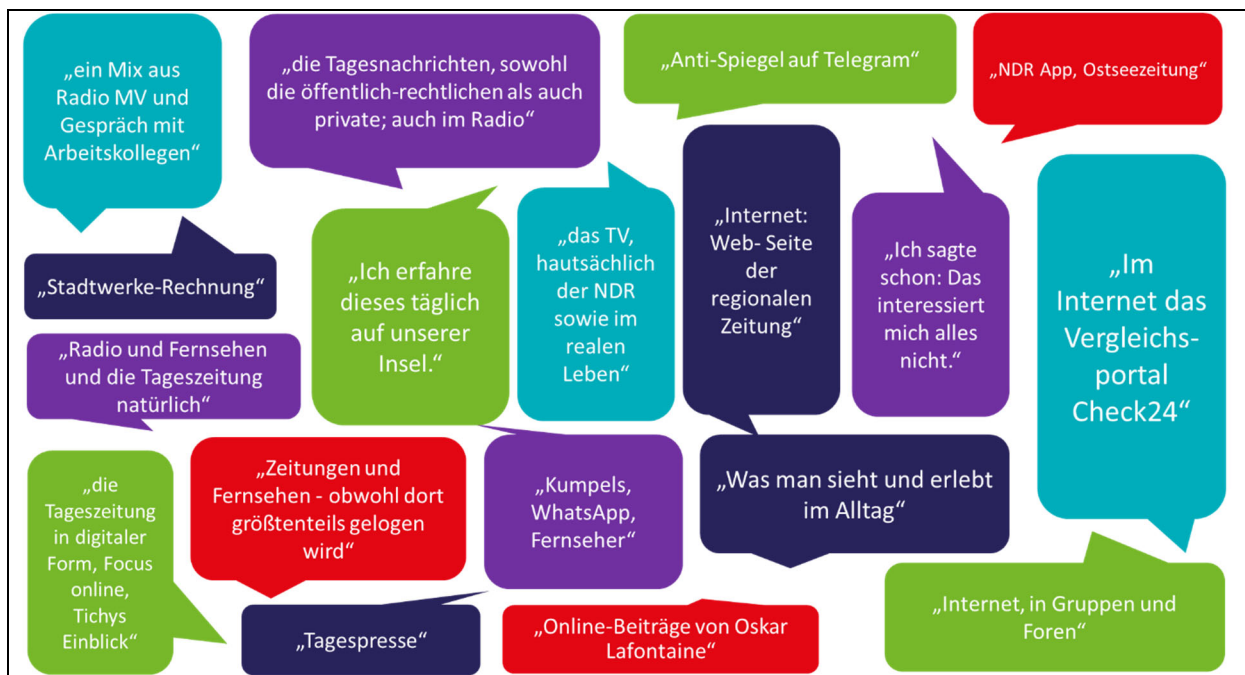 „ein Mix aus
Radio MV und
Gespräch mit
Arbeitskollegen“
„die Tagesnachrichten, sowohl
die öffentlich-rechtlichen als auch
private; auch im Radio“
„Anti-Spiegel auf Telegram“
„NDR App, Ostseezeitung“
„Stadtwerke-Rechnung“
„Ich erfahre
dieses täglich
auf unserer
Insel.“
„das TV,
hautsächlich
der NDR
sowie im
realen
Leben“
„Internet:
Web- Seite
der
regionalen
Zeitung“
„Ich sagte
schon: Das
interessiert
mich alles
nicht.“
„Im
Internet das
Vergleichs-
portal
Check24“
„Radio und Fernsehen
und die Tageszeitung
natürlich“
„die
Tageszeitung
in digitaler
Form, Focus
online,
Tichys
Einblick“
„Zeitungen und
Fernsehen - obwohl dort
größtenteils gelogen
wird“
„Kumpels,
WhatsApp,
Fernseher“
„Was man sieht und erlebt
im Alltag“
„Tagespresse“
„Online-Beiträge von Oskar
Lafontaine“
„Internet, in Gruppen und
Foren“